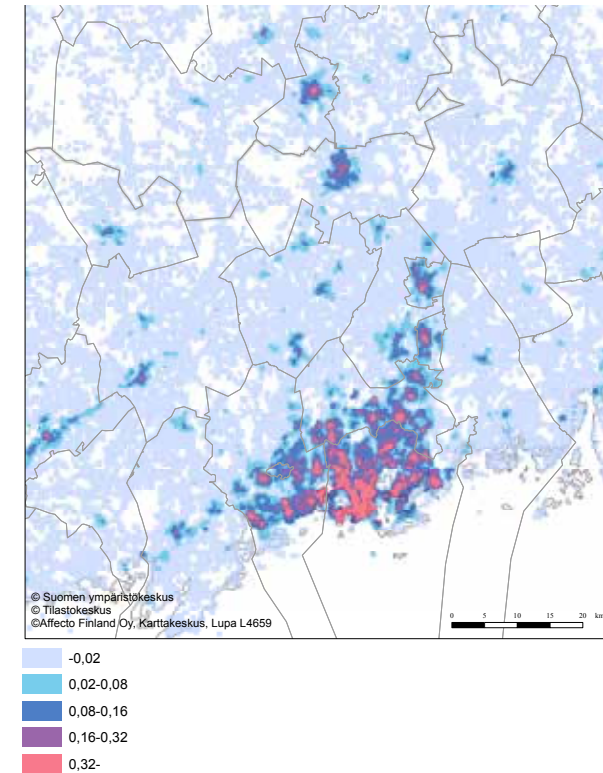 © Suomen ympäristökeskus
© Tilastokeskus
©Affecto Finland Oy, Karttakeskus, Lupa L4659
0 5 10 15 20 km
-0,02
0,02-0,08
0,08-0,16
0,16-0,32
0,32-